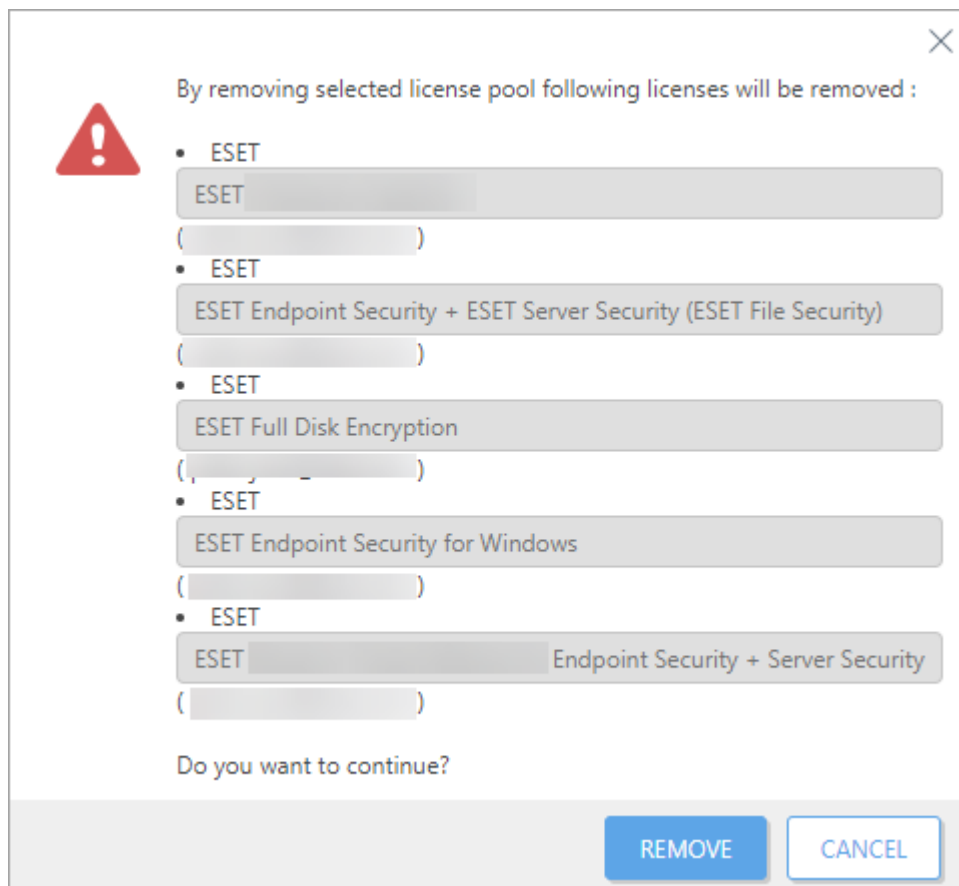 By removing selected license pool following licenses will be removed :
• ESET
ESET
( )
• ESET
ESET Endpoint Security + ESET Server Security (ESET File Security)
( )
• ESET
ESET Full Disk Encryption
( )
• ESET
ESET Endpoint Security for Windows
( )
• ESET
ESET Endpoint Security + Server Security
( )
Do you want to continue?
REMOVE CANCEL